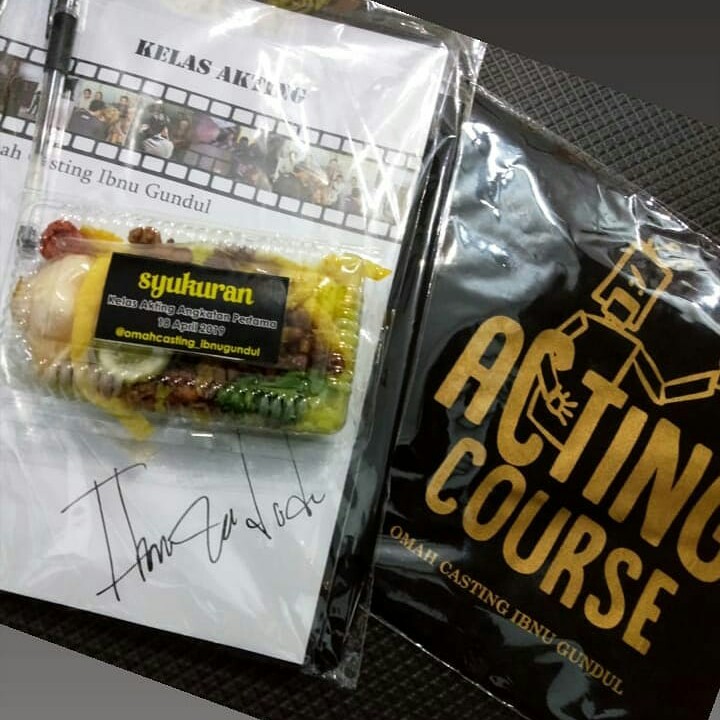 KELAS AKTING
ah Casting Ibnu Gundul
syukuran
Kelas Akting Angkatan Pertama
18 April 2019
@omahcasting_ibnugundul
ACTING
COURSE
OMAH CASTING IBNU GUNDUL